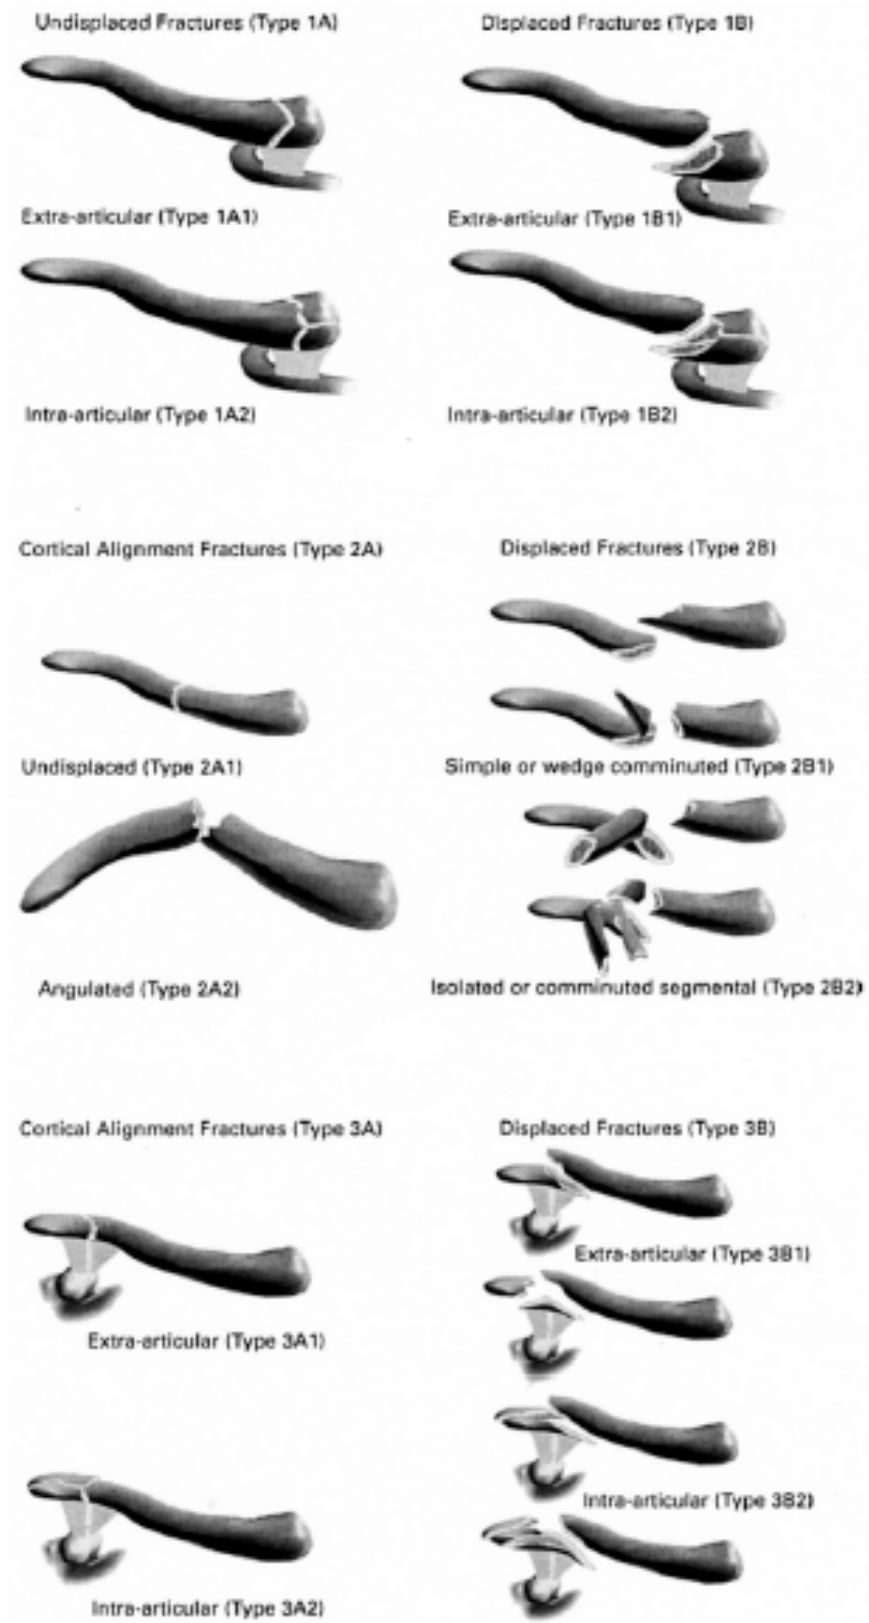 Undisplaced Fractures (Type 1A)
Displaced Fractures (Type 1B)
Extra-articular (Type 1A1)
Extra-articular (Type 1B1)
Intra-articular (Type 1A2)
Intra-articular (Type 1B2)
Cortical Alignment Fractures (Type 2A)
Displaced Fractures (Type 2B)
Undisplaced (Type 2A1)
Simple or wedge comminuted (Type 2B1)
Angulated (Type 2A2)
Isolated or comminuted segmental (Type 2B2)
Cortical Alignment Fractures (Type 3A)
Displaced Fractures (Type 3B)
Extra-articular (Type 3B1)
Extra-articular (Type 3A1)
Intra-articular (Type 3B2)
Intra-articular (Type 3A2)